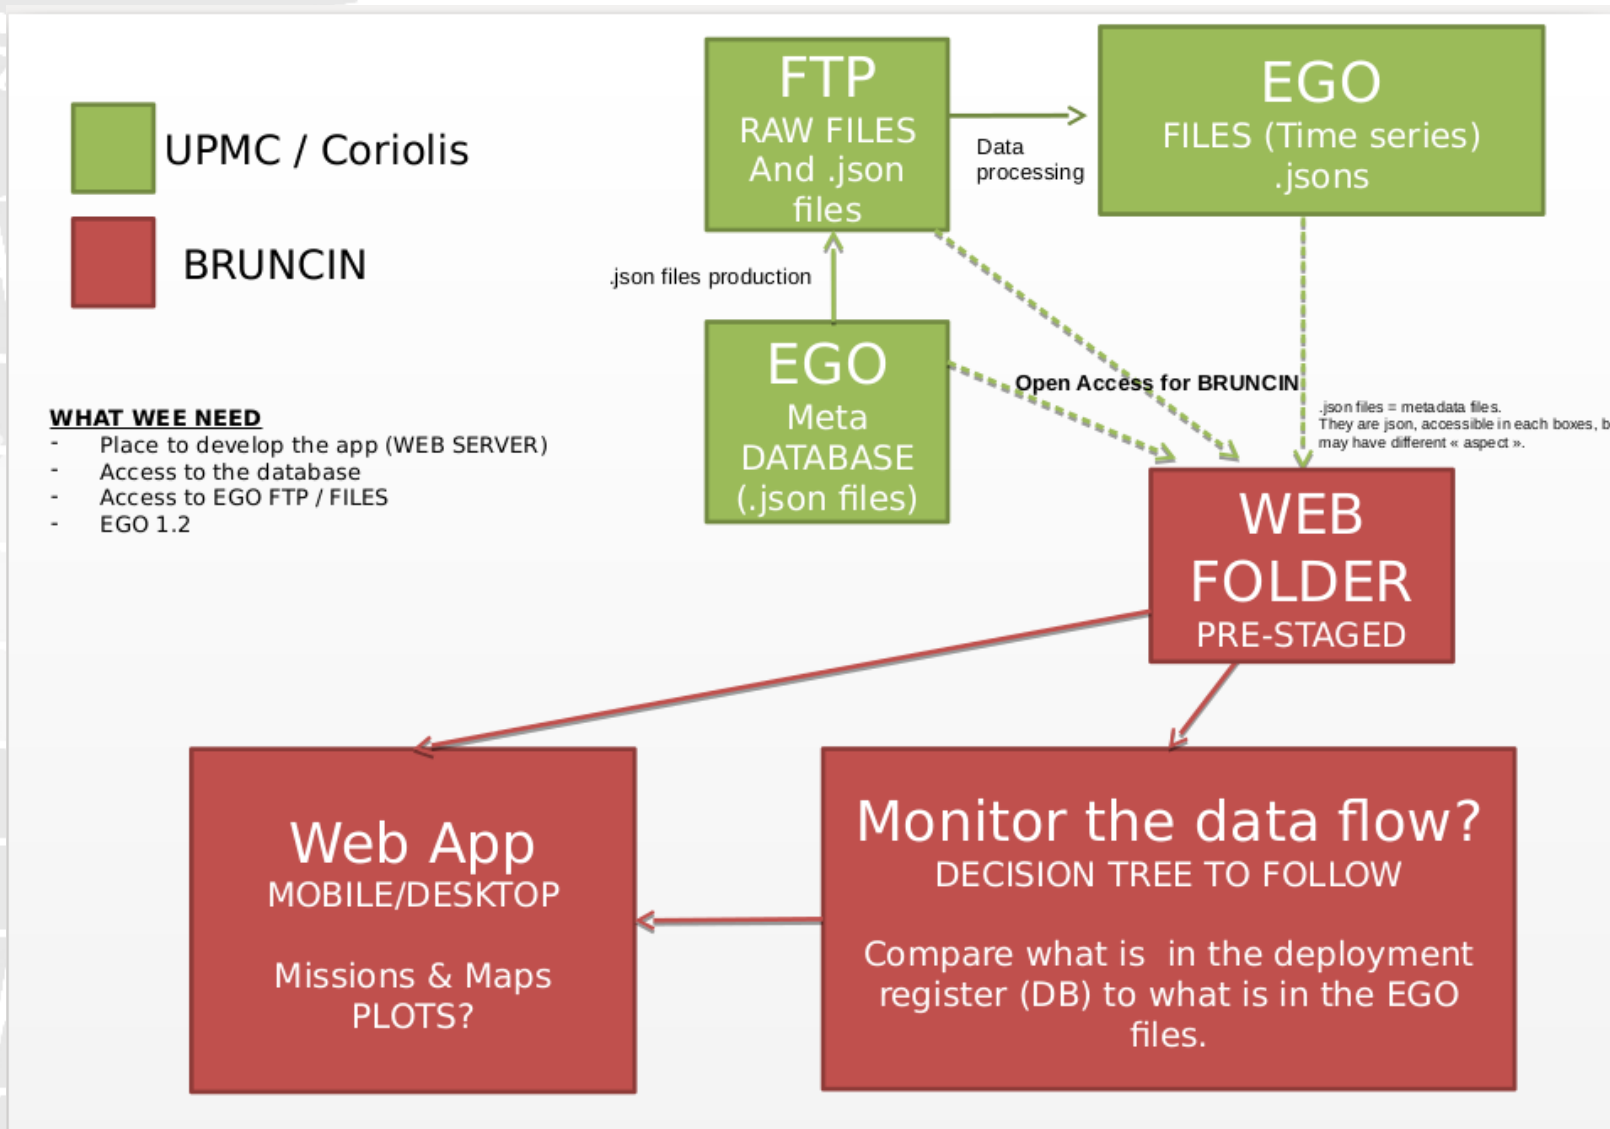 UPMC / Coriolis
BRUNCIN
WHAT WEE NEED
- Place to develop the app (WEB SERVER)
- Access to the database
- Access to EGO FTP / FILES
- EGO 1.2
FTP
RAW FILES
And .json
files
Data
processing
EGO
FILES (Time series)
.jsons
.json files production
EGO
Meta
DATABASE
(.json files)
Open Access for BRUNCIN
.json files = metadata files.
They are json, accessible in each boxes, b
may have different « aspect ».
WEB
FOLDER
PRE-STAGED
Web App
MOBILE/DESKTOP
Missions & Maps
PLOTS?
Monitor the data flow?
DECISION TREE TO FOLLOW
Compare what is  in the deployment
register (DB) to what is in the EGO
files.